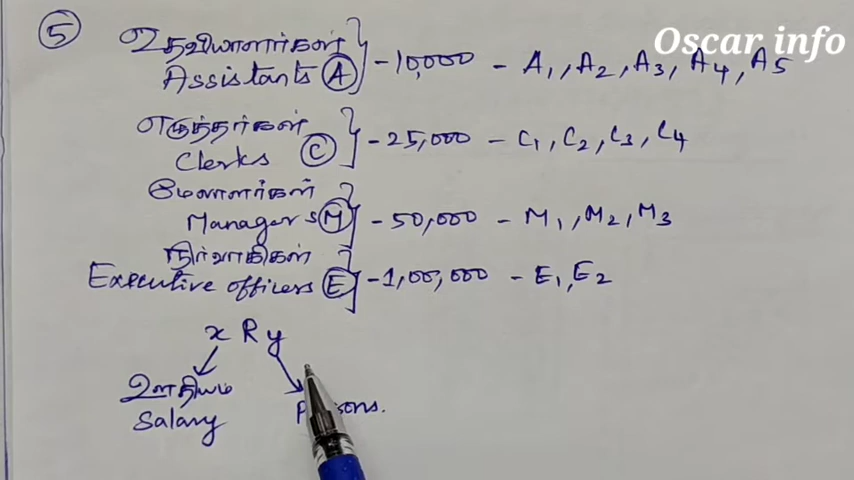 Oscar info
⑤ உதவியாளர்கள்
Assistants Ⓐ } - 10,000 - A1, A2, A3, A4, A5
எழுத்தர்கள்
Clerks Ⓒ } - 25,000 - C1, C2, C3, C4
மேலாளர்கள்
Managers Ⓜ } - 50,000 - M1, M2, M3
நிர்வாகிகள்
Executive officers Ⓔ } - 1,00,000 - E1, E2
x R y
ஊதியம்
Salary